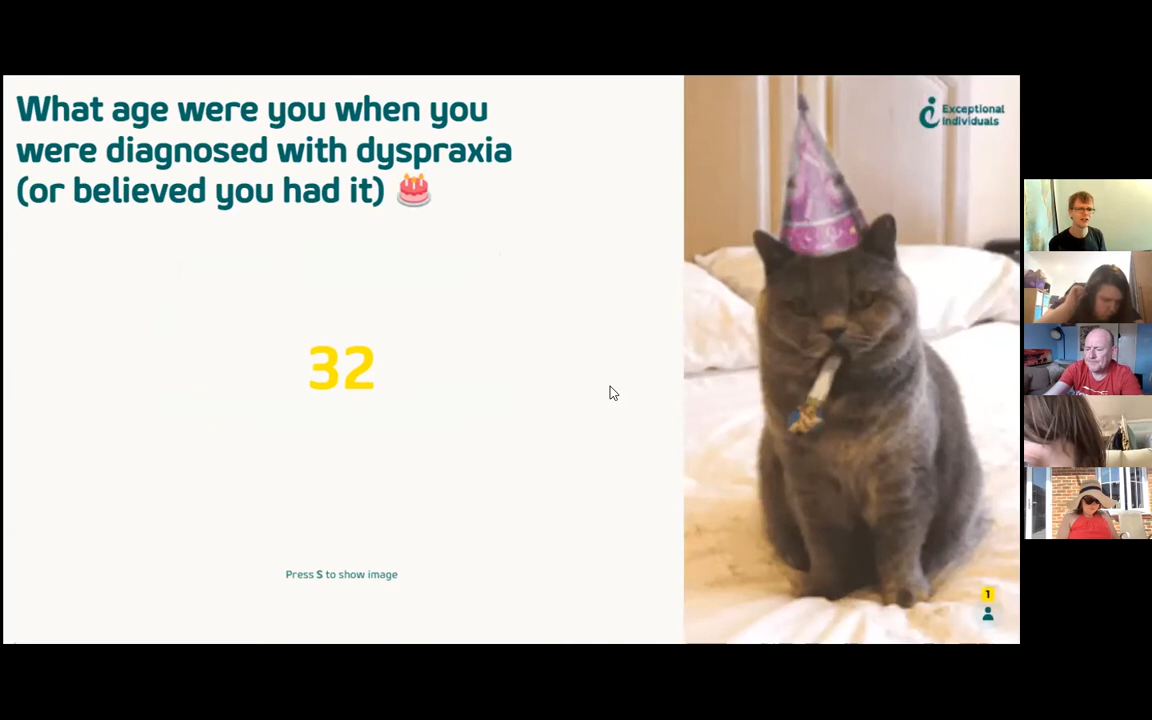 What age were you when you
were diagnosed with dyspraxia
(or believed you had it) 🎂
Exceptional
Individuals
32
Press S to show image
1